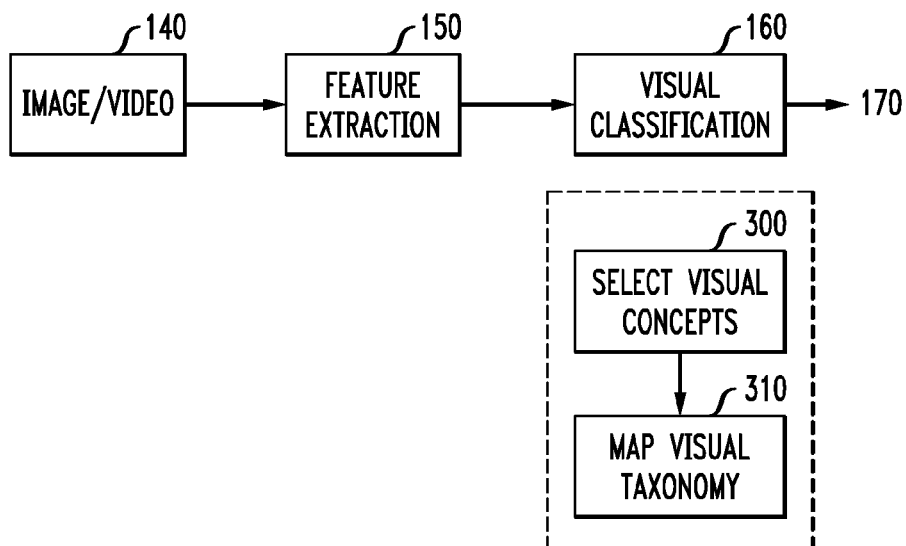 140
IMAGE/VIDEO
150
FEATURE
EXTRACTION
160
VISUAL
CLASSIFICATION
170
300
SELECT VISUAL
CONCEPTS
310
MAP VISUAL
TAXONOMY